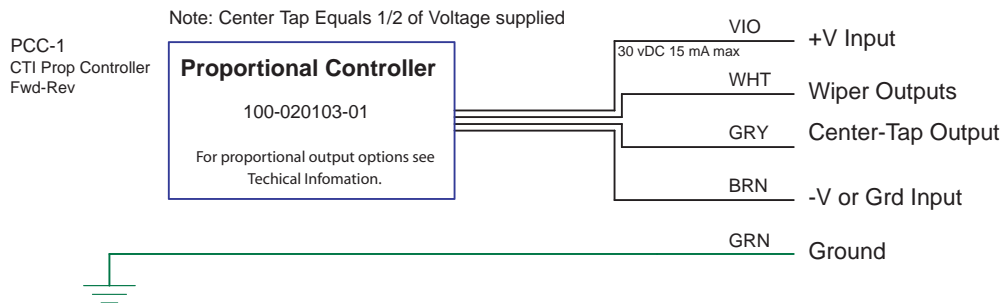 Note: Center Tap Equals 1/2 of Voltage supplied
PCC-1
CTI Prop Controller
Fwd-Rev
Proportional Controller
100-020103-01
For proportional output options see
Techical Infomation.
VIO
30 vDC 15 mA max
+V Input
WHT
Wiper Outputs
GRY
Center-Tap Output
BRN
-V or Grd Input
GRN
Ground